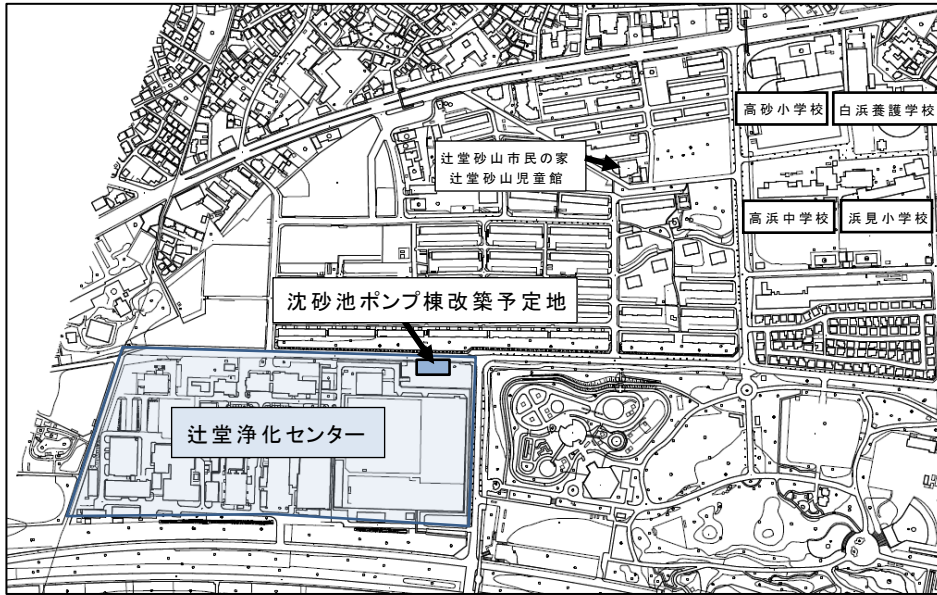 高砂小学校
白浜養護学校
辻堂砂山市民の家
辻堂砂山児童館
高浜中学校
浜見小学校
沈砂池ポンプ棟改築予定地
辻堂浄化センター